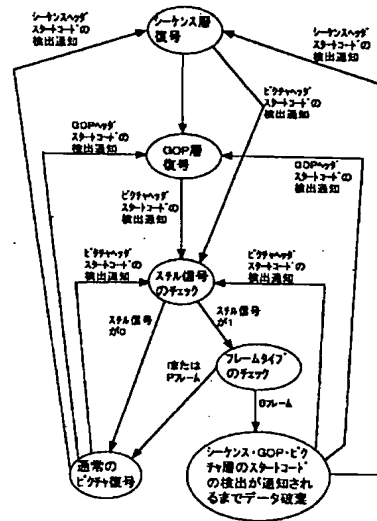 シーケンスヘッダ
スタートコードの
検出通知
シーケンス層
復号
シーケンスヘッダ
スタートコードの
検出通知
ピクチャヘッダ
スタートコードの
検出通知
GOPヘッダ
スタートコードの
検出通知
GOP層
復号
GOPヘッダ
スタートコードの
検出通知
ピクチャヘッダ
スタートコードの
検出通知
ピクチャヘッダ
スタートコードの
検出通知
スチル信号
のチェック
ピクチャヘッダ
スタートコードの
検出通知
スチル信号
が0
スチル信号
が1
Iまたは
Pフレーム
フレームタイプ
のチェック
Bフレーム
通常の
ピクチャ復号
シーケンス・GOP・ピク
チャ層のスタートコード
の検出が通知され
るまでデータ破棄